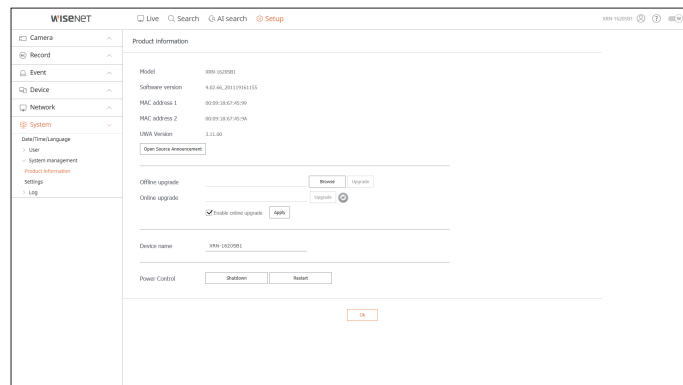 WISENET
Live Search AI search Setup XRN-1620SB1
Camera
Record
Event
Device
Network
System
Date/Time/Language
User
System management
Product information
Settings
Log
Product information
Model XRN-1620SB1
Software version 4.02.66_201119161155
MAC address 1 00:09:18:67:45:99
MAC address 2 00:09:18:67:45:9A
UWA Version 3.11.00
Open Source Announcement
Offline upgrade Browse Upgrade
Online upgrade Upgrade
Enable online upgrade Apply
Device name XRN-1620SB1
Power Control Shutdown Restart
Ok